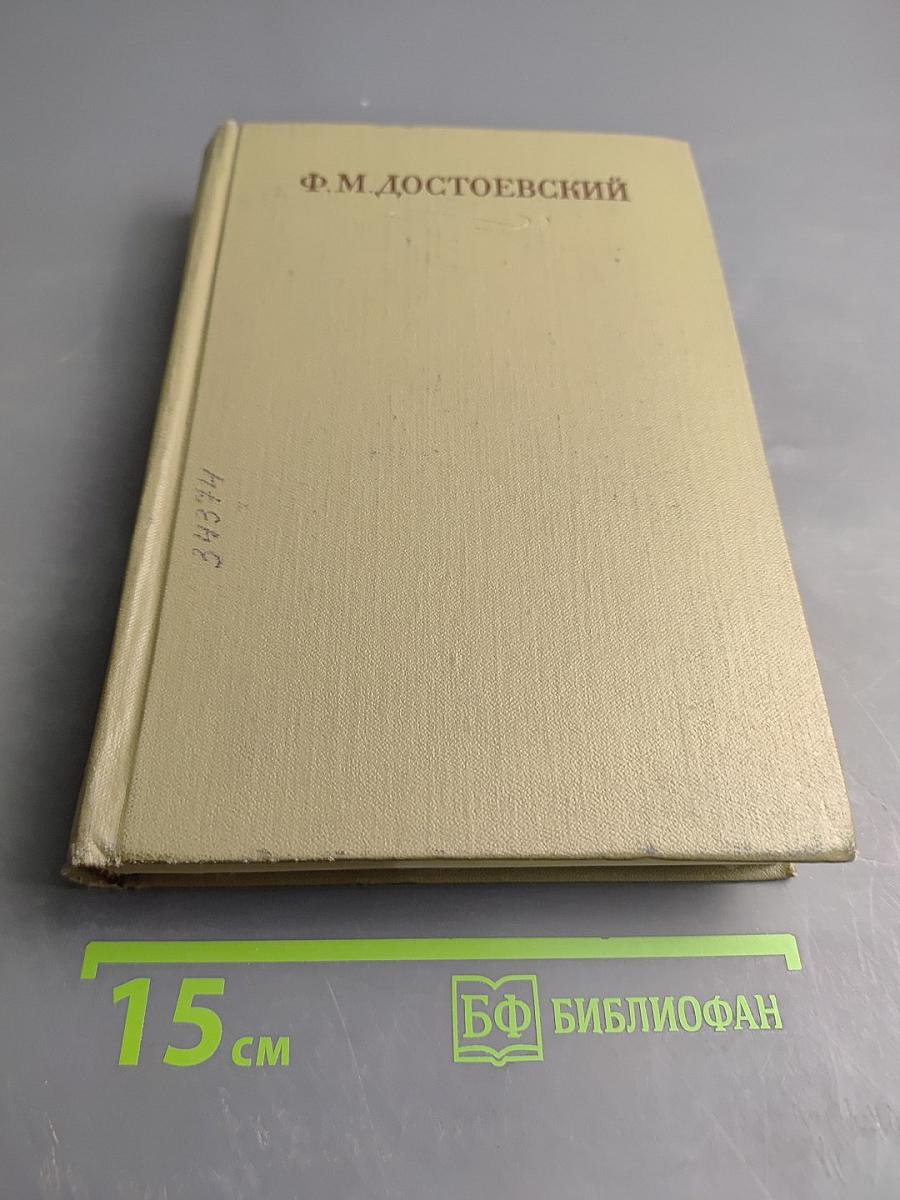 Ф. М. ДОСТОЕВСКИЙ
34374
15 см
БФ БИБЛИОФАН